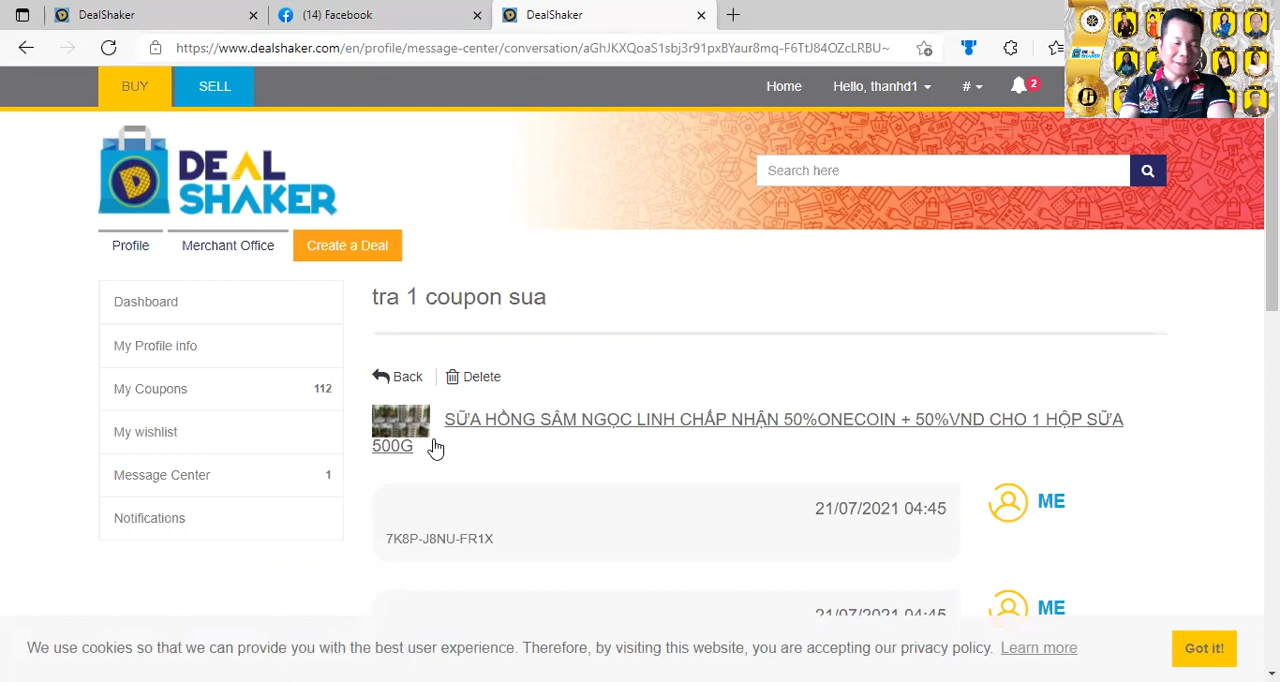 DealShaker
(14) Facebook
DealShaker
https://www.dealshaker.com/en/profile/message-center/conversation/aGhJKXQoaS1sbj3r91pxBYaur8mq-F6TtJ84OZcLRBU~
BUY
SELL
Home
Hello, thanhd1
#
2
DEAL
SHAKER
Search here
Profile
Merchant Office
Create a Deal
Dashboard
My Profile info
My Coupons 112
My wishlist
Message Center 1
Notifications
tra 1 coupon sua
Back
Delete
SỮA HỒNG SÂM NGỌC LINH CHẤP NHẬN 50%ONECOIN + 50%VND CHO 1 HỘP SỮA
500G
21/07/2021 04:45
ME
7K8P-J8NU-FR1X
21/07/2021 04:45
ME
We use cookies so that we can provide you with the best user experience. Therefore, by visiting this website, you are accepting our privacy policy. Learn more
Got it!